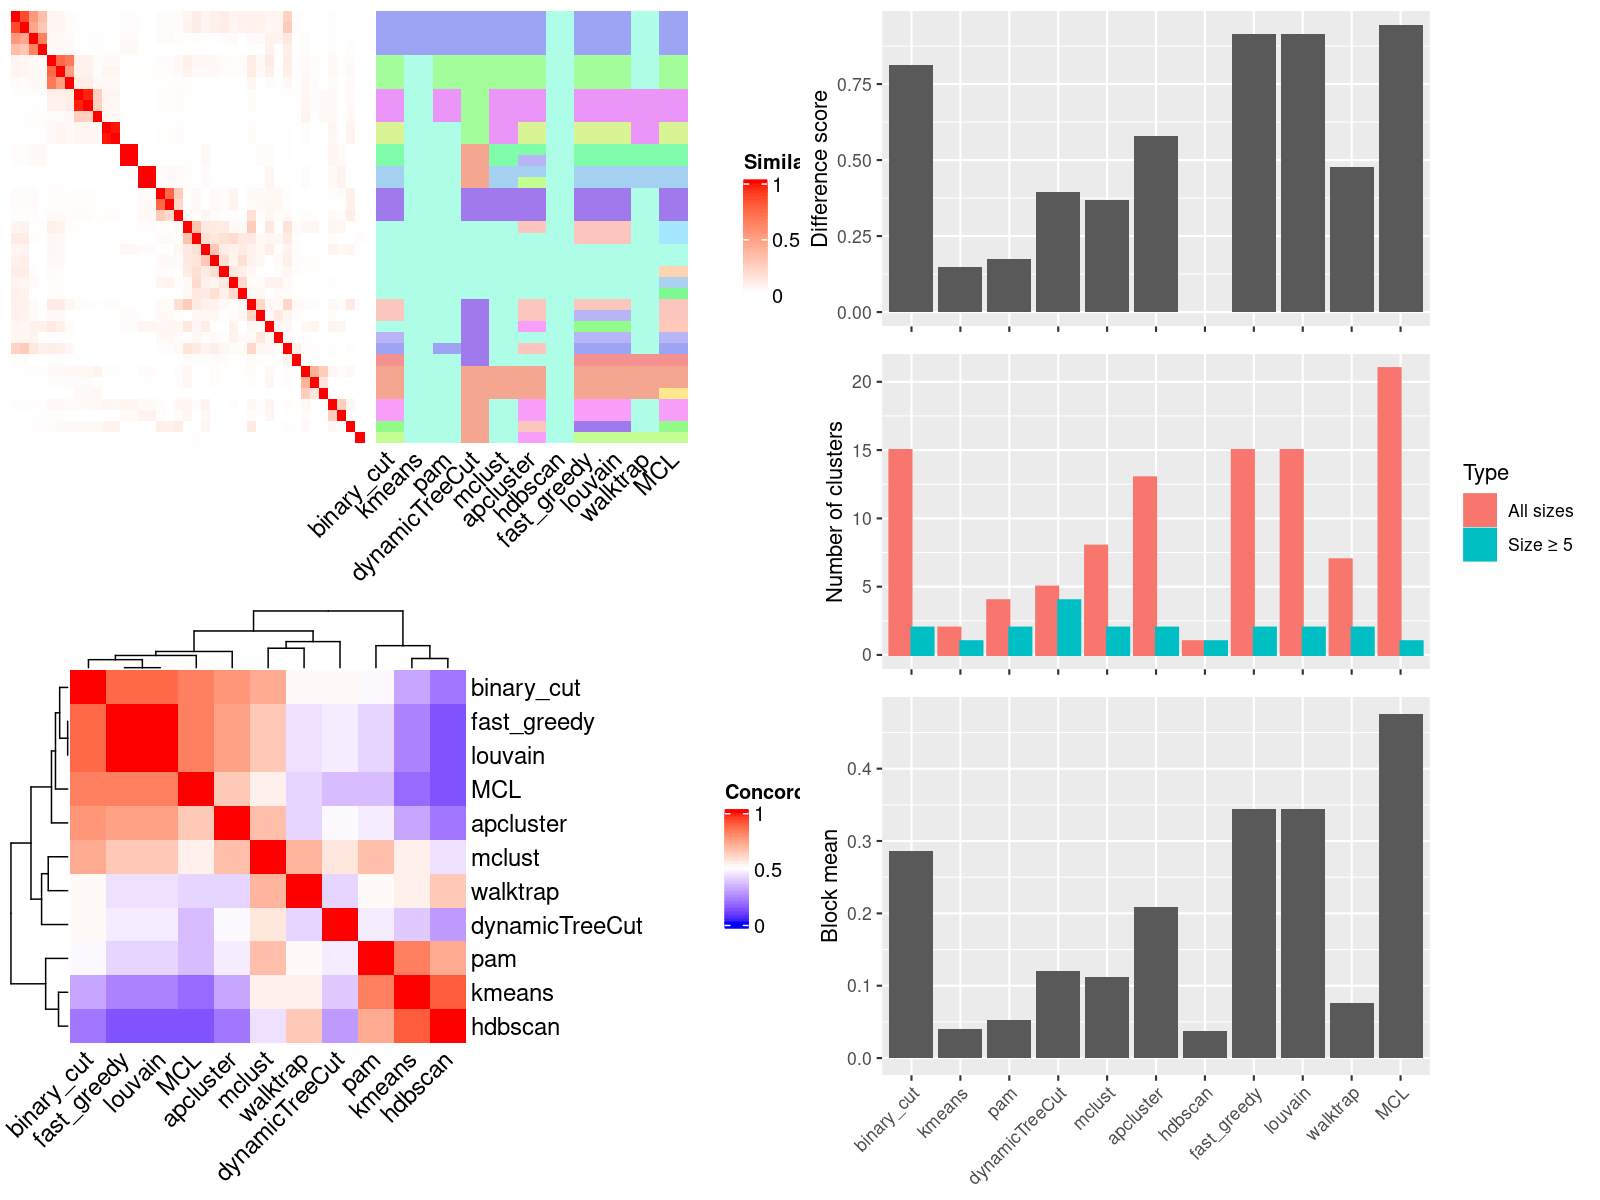 Simila
1
0.5
0
binary_cut
kmeans
pam
dynamicTreeCut
mclust
apcluster
hdbscan
fast_greedy
louvain
walktrap
MCL
binary_cut
fast_greedy
louvain
MCL
apcluster
mclust
walktrap
dynamicTreeCut
pam
kmeans
hdbscan
binary_cut
fast_greedy
louvain
MCL
apcluster
mclust
walktrap
dynamicTreeCut
pam
kmeans
hdbscan
Concord
1
0.5
0
Difference score
0.75
0.50
0.25
0.00
Number of clusters
20
15
10
5
0
Type
All sizes
Size ≥ 5
Block mean
0.4
0.3
0.2
0.1
0.0
binary_cut
kmeans
pam
dynamicTreeCut
mclust
apcluster
hdbscan
fast_greedy
louvain
walktrap
MCL